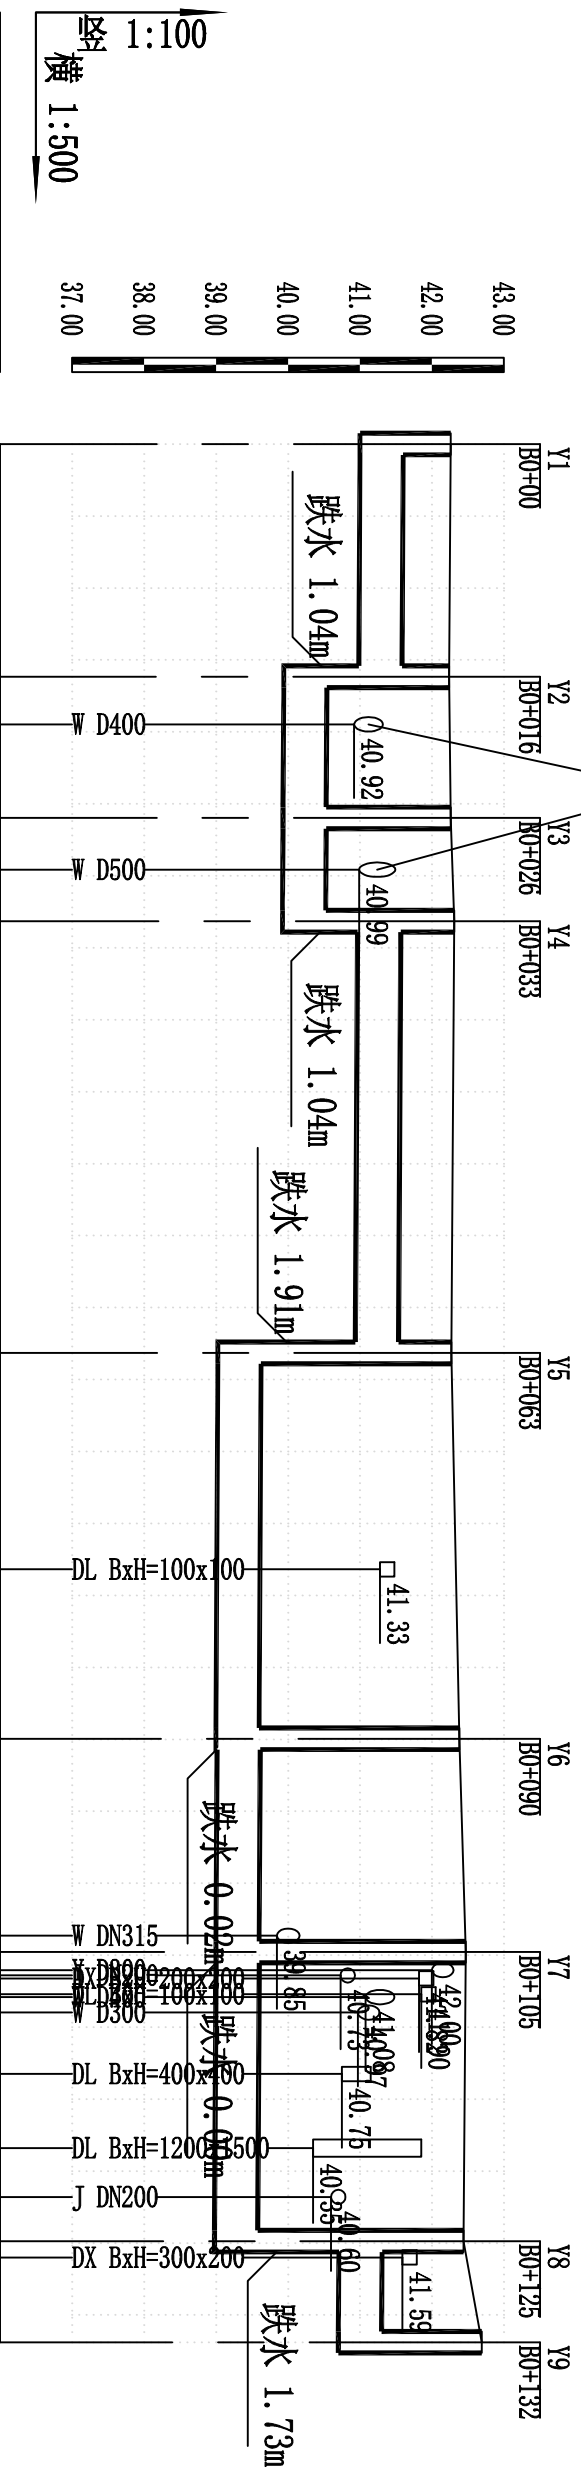 竖 1:100
横 1:500
43.00
42.00
41.00
40.00
39.00
38.00
37.00
Y1
B0+00
跌水 1.04m
Y2
B0+016
W D400
40.92
Y3
B0+026
W D500
40.99
Y4
B0+033
跌水 1.04m
跌水 1.91m
Y5
B0+063
DL BxH=100x100
41.33
Y6
B0+090
跌水 0.02m
W DN315
39.85
Y7
B0+105
42.00
40.73
41.08
W D300
DL BxH=400x400
40.75
DL BxH=1200x1500
40.35
J DN200
40.60
Y8
B0+125
DX BxH=300x200
41.59
跌水 1.73m
Y9
B0+132